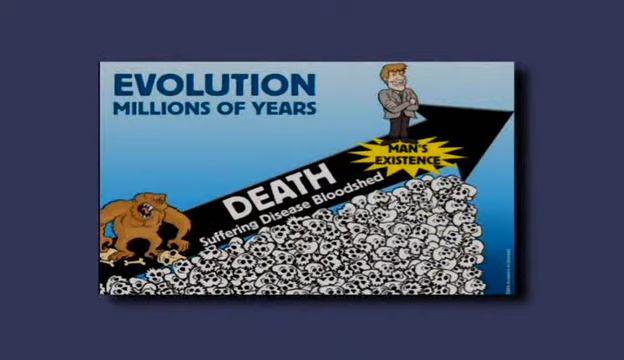 EVOLUTION
MILLIONS OF YEARS
MAN'S
EXISTENCE
DEATH
Suffering Disease Bloodshed